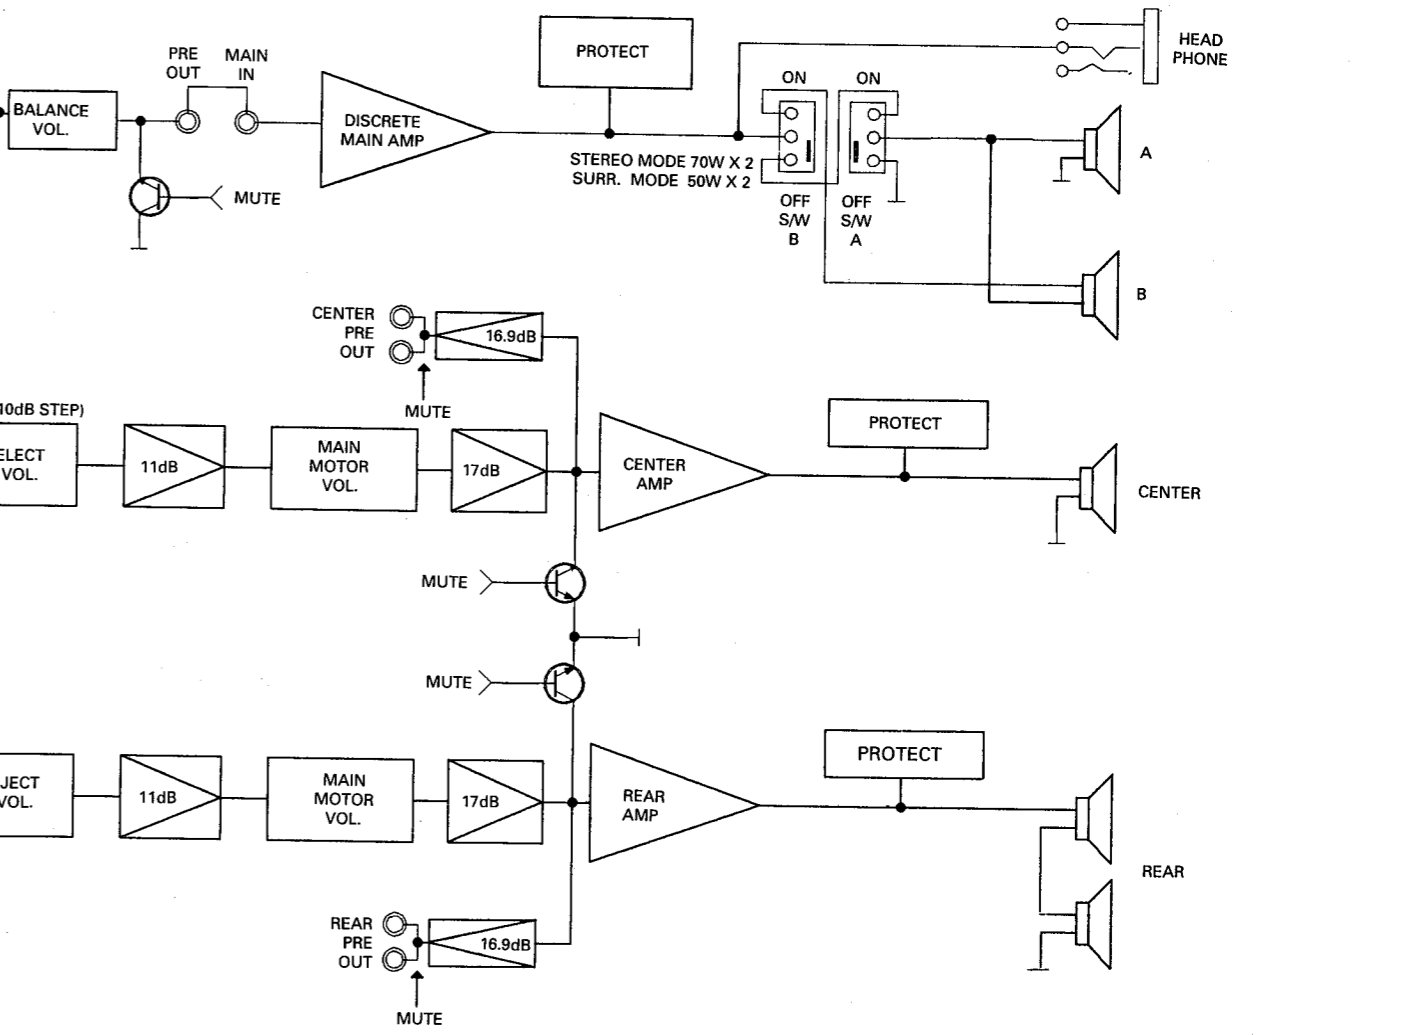 PRE
OUT
MAIN
IN
BALANCE
VOL.
MUTE
DISCRETE
MAIN AMP
PROTECT
STEREO MODE 70W X 2
SURR. MODE 50W X 2
ON
ON
OFF
S/W
B
OFF
S/W
A
HEAD
PHONE
A
B
CENTER
PRE
OUT
16.9dB
MUTE
10dB STEP)
ELECT
VOL.
11dB
MAIN
MOTOR
VOL.
17dB
CENTER
AMP
PROTECT
CENTER
MUTE
MUTE
JECT
VOL.
11dB
MAIN
MOTOR
VOL.
17dB
REAR
AMP
PROTECT
REAR
REAR
PRE
OUT
16.9dB
MUTE